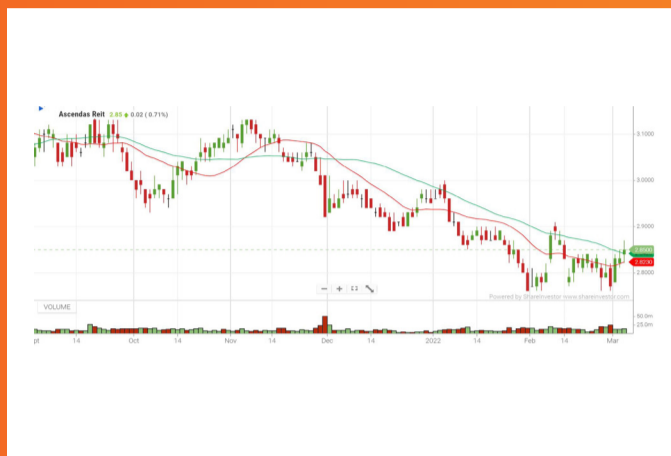 Ascendas Reit 2.85 0.02 ( 0.71%)
3.1000
3.0000
2.9000
2.8500
2.8230
2.8000
Powered by ShareInvestor www.shareinvestor.com
VOLUME
50.0m
25.0m
pt 14 Oct 14 Nov 14 Dec 14 2022 14 Feb 14 Mar